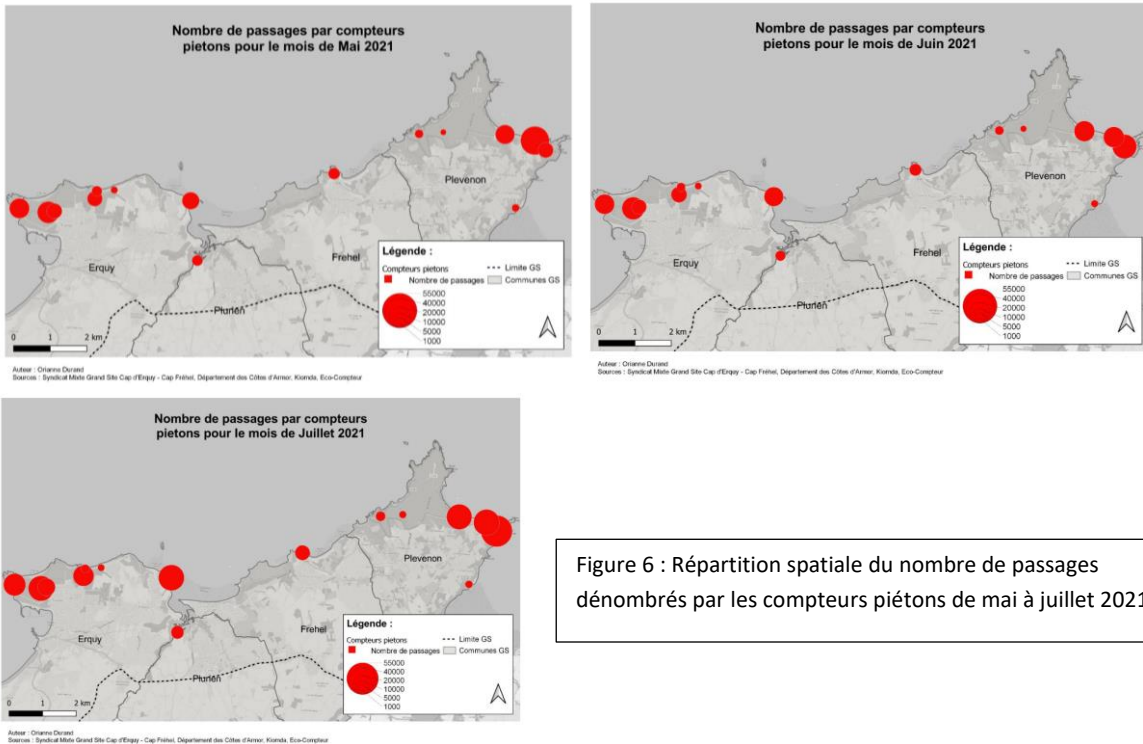 Nombre de passages par compteurs
pietons pour le mois de Mai 2021
Plevenon
Erquy
Frehel
Plurien
Légende :
Compteurs pietons
Nombre de passages
55000
40000
20000
10000
5000
1000
Limite GS
Communes GS
0 1 2 km
Auteur : Orianne Durand
Sources : Syndicat Mixte Grand Site Cap d'Erquy - Cap Fréhel, Département des Côtes d'Armor, Kiomda, Eco-Compteur
Nombre de passages par compteurs
pietons pour le mois de Juin 2021
Plevenon
Erquy
Frehel
Plurien
Légende :
Compteurs pietons
Nombre de passages
55000
40000
20000
10000
5000
1000
Limite GS
Communes GS
0 1 2 km
Auteur : Orianne Durand
Sources : Syndicat Mixte Grand Site Cap d'Erquy - Cap Fréhel, Département des Côtes d'Armor, Kiomda, Eco-Compteur
Nombre de passages par compteurs
pietons pour le mois de Juillet 2021
Plevenon
Erquy
Frehel
Plurien
Légende :
Compteurs pietons
Nombre de passages
55000
40000
20000
10000
5000
1000
Limite GS
Communes GS
0 1 2 km
Auteur : Orianne Durand
Sources : Syndicat Mixte Grand Site Cap d'Erquy - Cap Fréhel, Département des Côtes d'Armor, Kiomda, Eco-Compteur
Figure 6 : Répartition spatiale du nombre de passages
dénombrés par les compteurs piétons de mai à juillet 2021